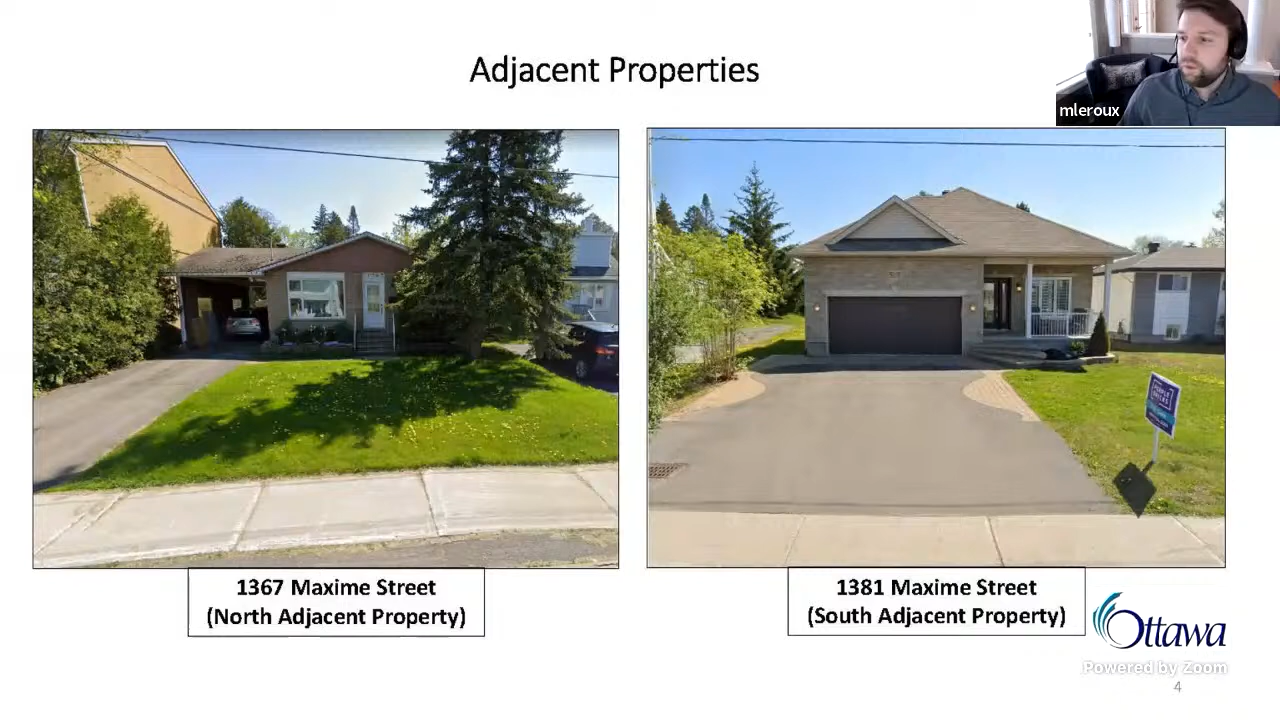 Adjacent Properties
mleroux
1367 Maxime Street
(North Adjacent Property)
1381 Maxime Street
(South Adjacent Property)
Ottawa
Powered by Zoom
4